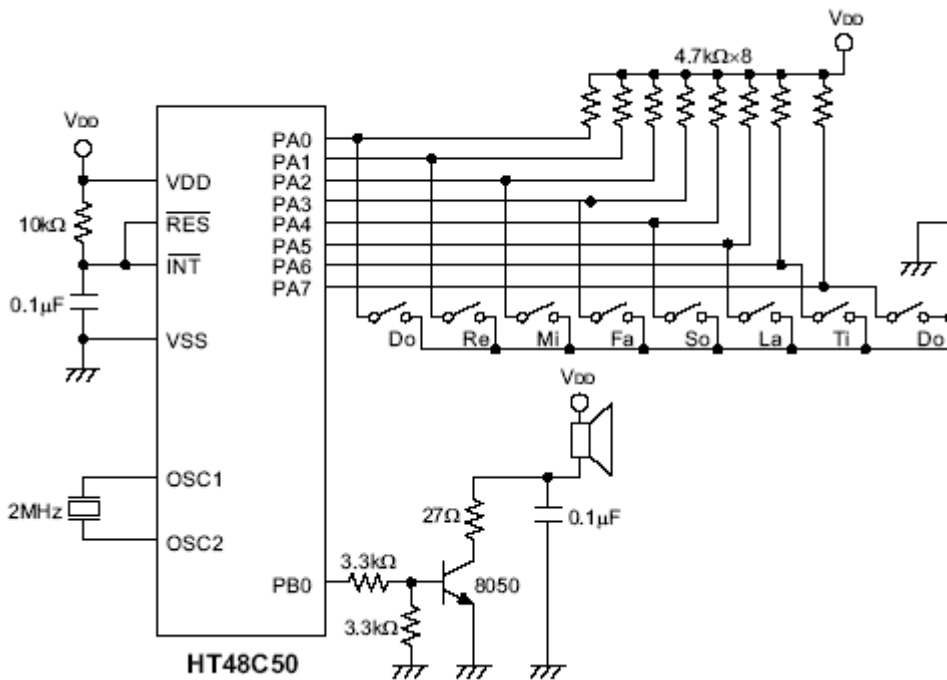 VDD
4.7kΩ×8
VDD
PA0
PA1
PA2
PA3
PA4
PA5
PA6
PA7
VDD
10kΩ
RES
INT
0.1μF
VSS
Do
Re
Mi
Fa
So
La
Ti
Do
VDD
OSC1
2MHz
OSC2
27Ω
0.1μF
3.3kΩ
PB0
8050
3.3kΩ
HT48C50